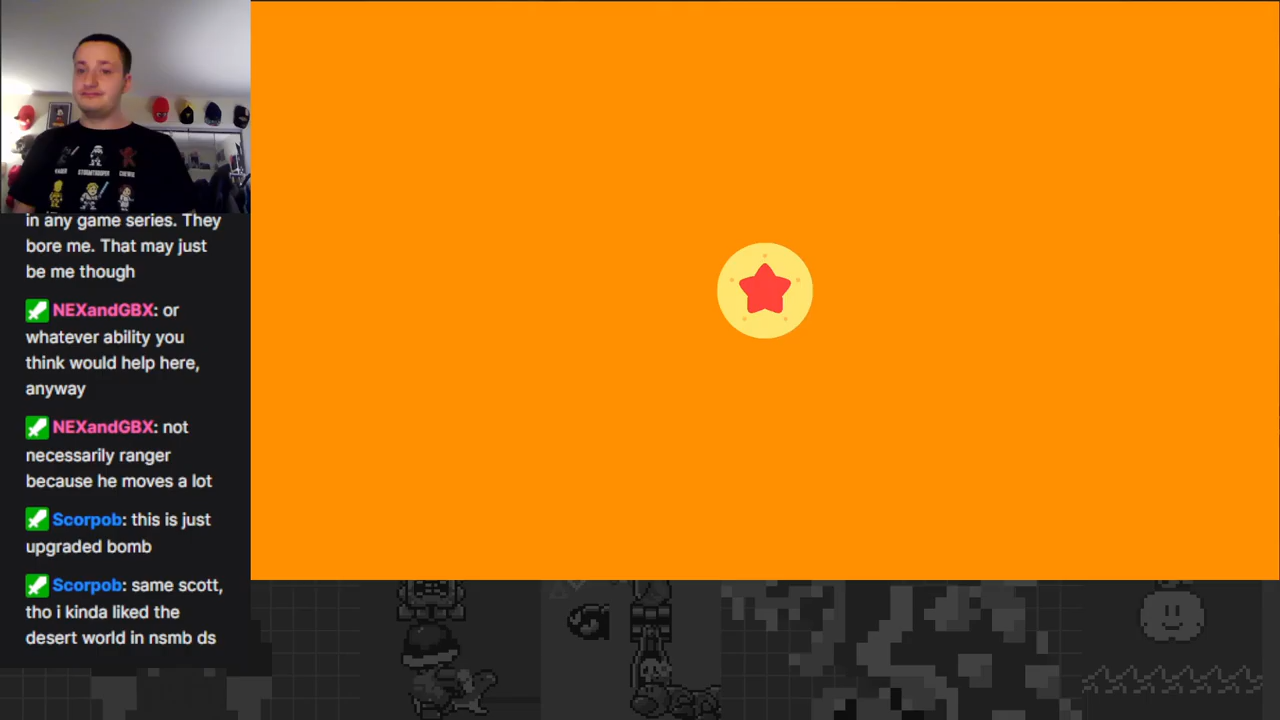 in any game series. They
bore me. That may just
be me though
NEXandGBX: or
whatever ability you
think would help here,
anyway
NEXandGBX: not
necessarily ranger
because he moves a lot
Scorpob: this is just
upgraded bomb
Scorpob: same scott,
tho i kinda liked the
desert world in nsmb ds
STORMTROOPER